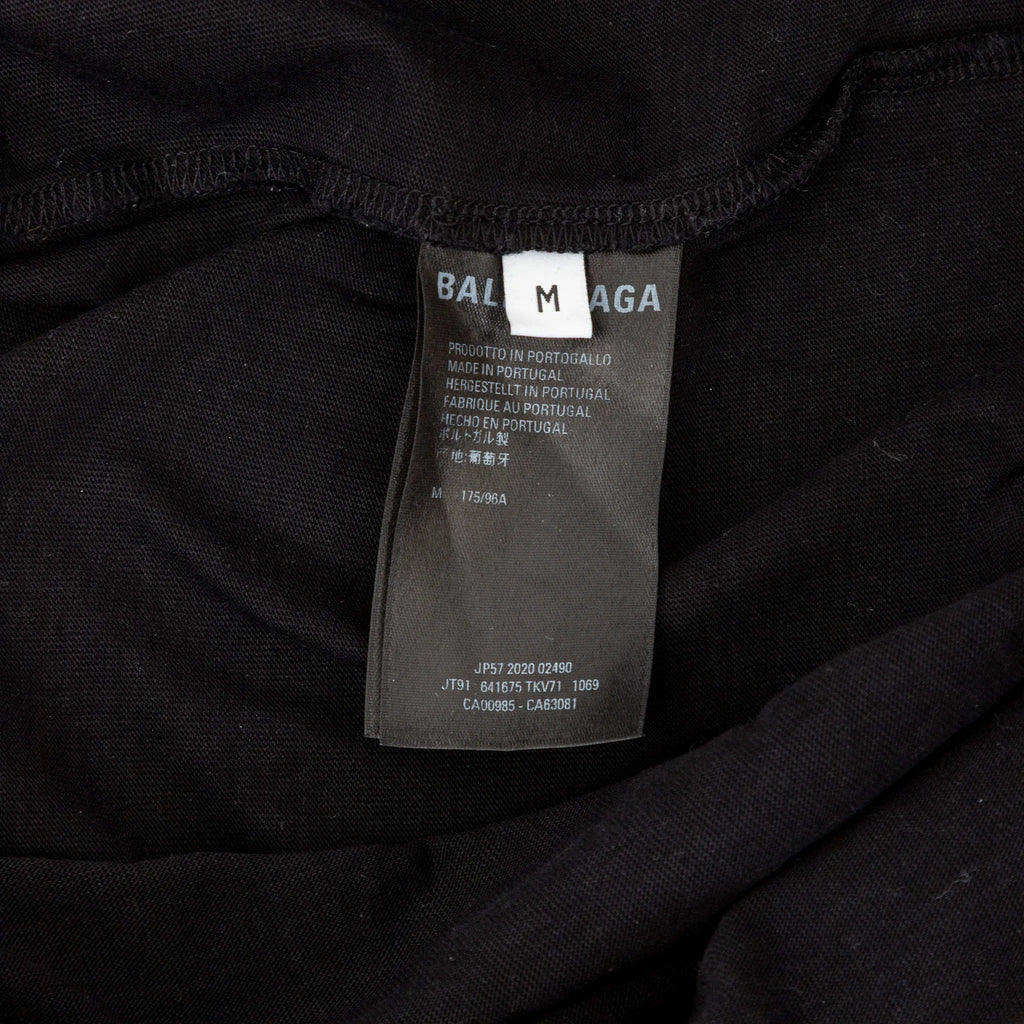 BAL AGA
M
PRODOTTO IN PORTOGALLO
MADE IN PORTUGAL
HERGESTELLT IN PORTUGAL
FABRIQUE AU PORTUGAL
HECHO EN PORTUGAL
ポルトガル製
地:葡萄牙
M 175/96A
JP57 2020 02490
JT91 641675 TKV71 1069
CA00985 - CA63081